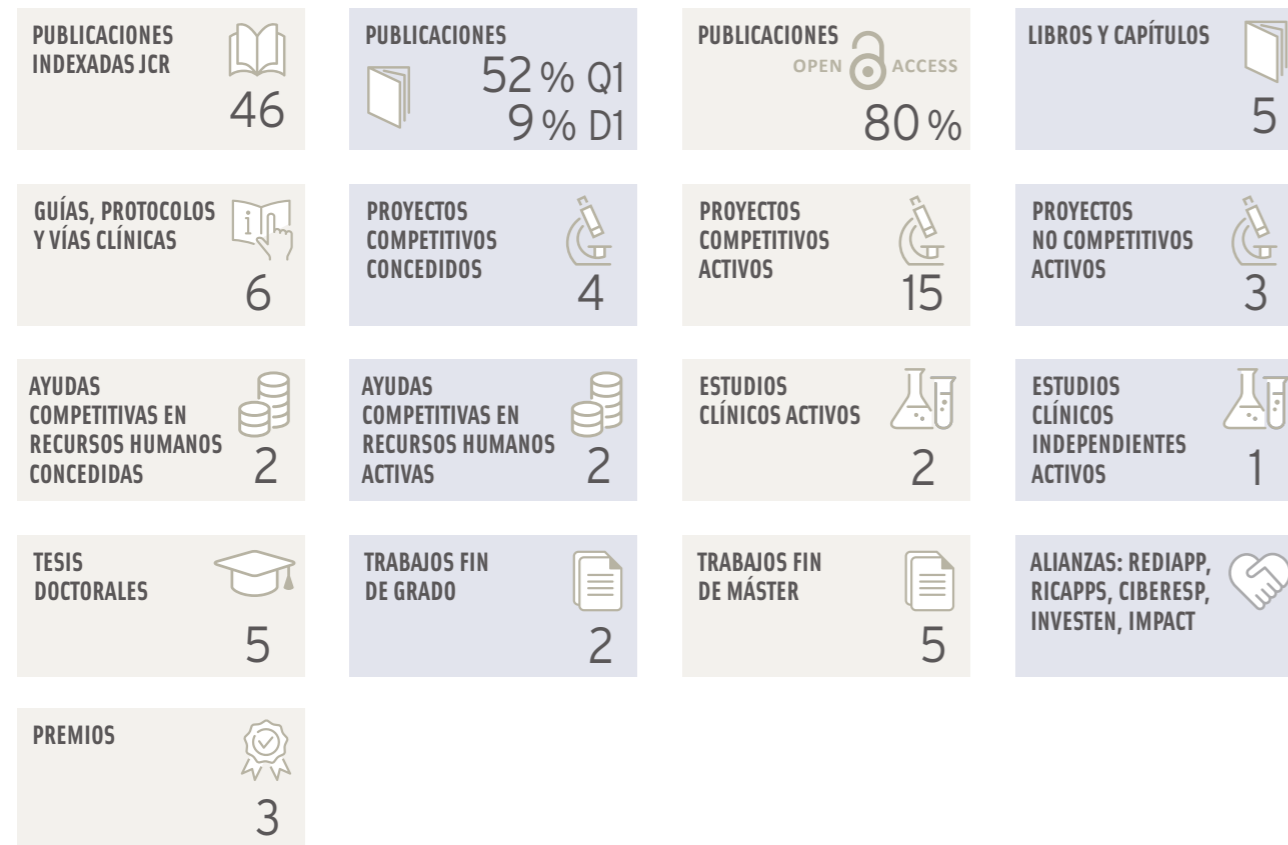 PUBLICACIONES
INDEXADAS JCR
46
PUBLICACIONES
52 % Q1
9 % D1
PUBLICACIONES
OPEN ACCESS
80 %
LIBROS Y CAPÍTULOS
5
GUÍAS, PROTOCOLOS
Y VÍAS CLÍNICAS
i
6
PROYECTOS
COMPETITIVOS
CONCEDIDOS
4
PROYECTOS
COMPETITIVOS
ACTIVOS
15
PROYECTOS
NO COMPETITIVOS
ACTIVOS
3
AYUDAS
COMPETITIVAS EN
RECURSOS HUMANOS
CONCEDIDAS
2
AYUDAS
COMPETITIVAS EN
RECURSOS HUMANOS
ACTIVAS
2
ESTUDIOS
CLÍNICOS ACTIVOS
2
ESTUDIOS
CLÍNICOS
INDEPENDIENTES
ACTIVOS
1
TESIS
DOCTORALES
5
TRABAJOS FIN
DE GRADO
2
TRABAJOS FIN
DE MÁSTER
5
ALIANZAS: REDIAPP,
RICAPPS, CIBERESP,
INVESTEN, IMPACT
PREMIOS
3